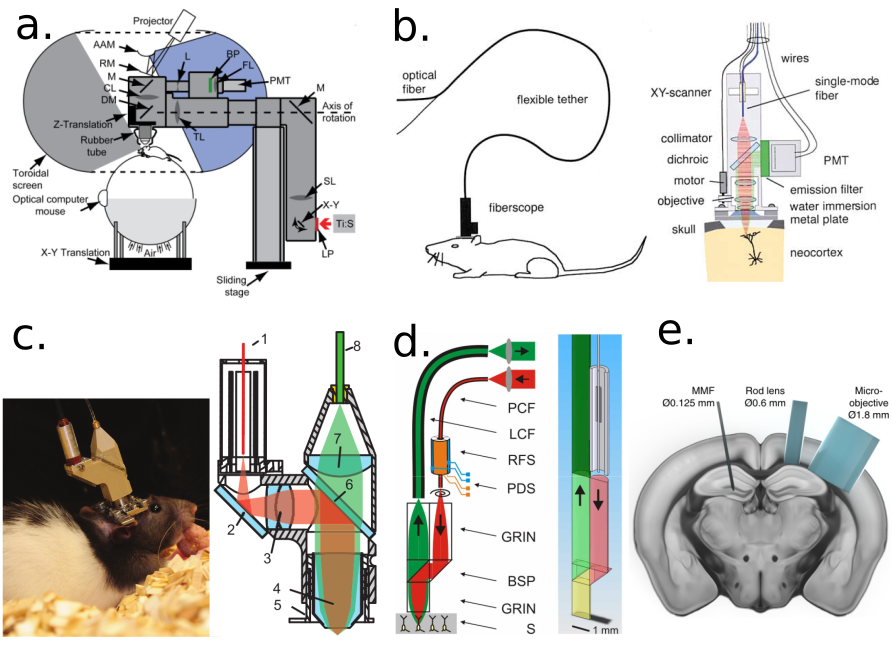 a.
Projector
AAM
RM
M
CL
DM
L
BP
FL
PMT
M
Z-Translation
Rubber
tube
TL
Axis of
rotation
Toroidal
screen
Optical computer
mouse
SL
X-Y
Ti:S
LP
X-Y Translation
Air
Sliding
stage
b.
optical
fiber
flexible tether
fiberscope
wires
XY-scanner
single-mode
fiber
collimator
dichroic
PMT
motor
emission filter
objective
water immersion
metal plate
skull
neocortex
c.
1
8
7
6
2
3
4
5
d.
PCF
LCF
RFS
PDS
GRIN
BSP
GRIN
S
1 mm
e.
MMF
Ø0.125 mm
Rod lens
Ø0.6 mm
Micro-
objective
Ø1.8 mm